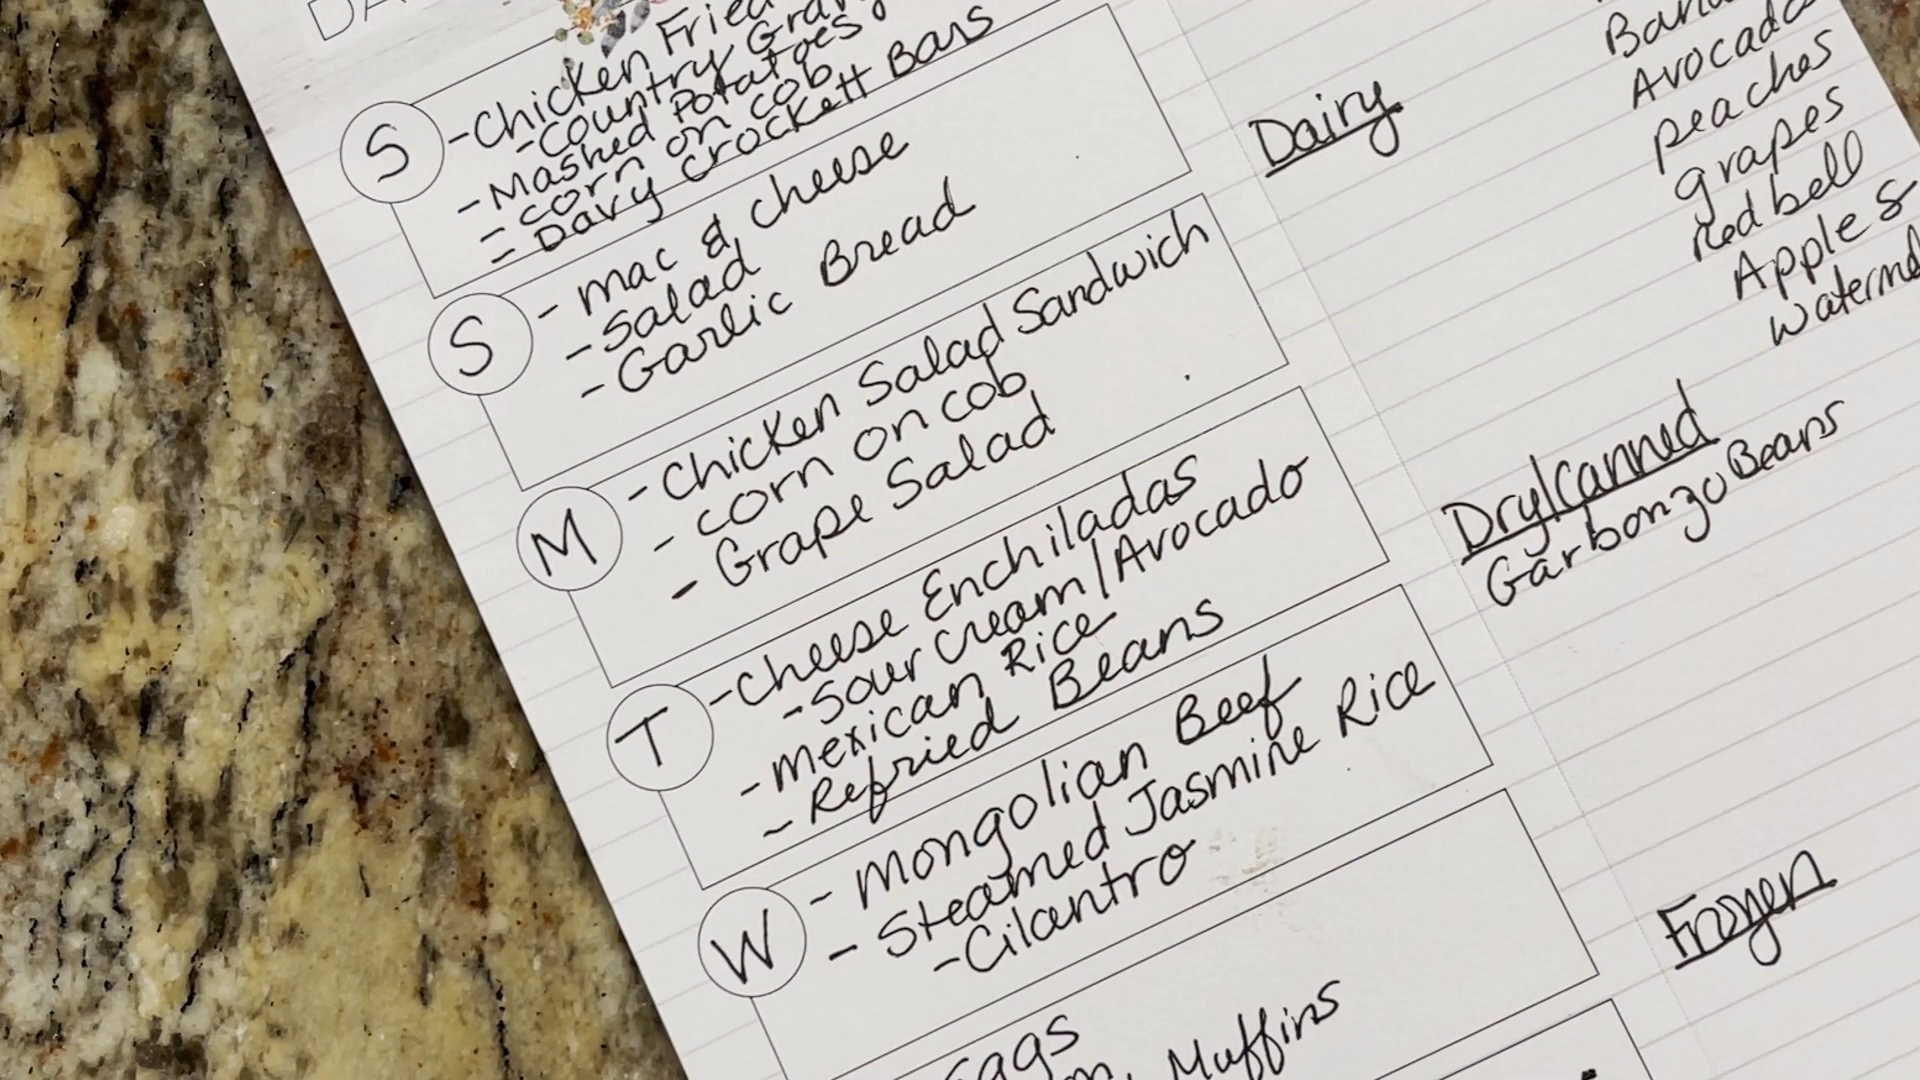 DA
S
-Chicken Fried
-Country Gravy
-Mashed Potatoes
-corn on cob
-Davy Crockett Bars
S
-mac & cheese
-salad
-Garlic Bread
M
-Chicken Salad Sandwich
-corn on cob
-Grape Salad
T
-cheese Enchiladas
-sour cream/Avocado
-mexican Rice
-Refried Beans
W
-Mongolian Beef
-Steamed Jasmine Rice
-Cilantro
Muffins
Dairy
Avocado
peaches
grapes
Red bell
Apples
Waterm
Dry/Canned
Garbonzo Beans
Frozen